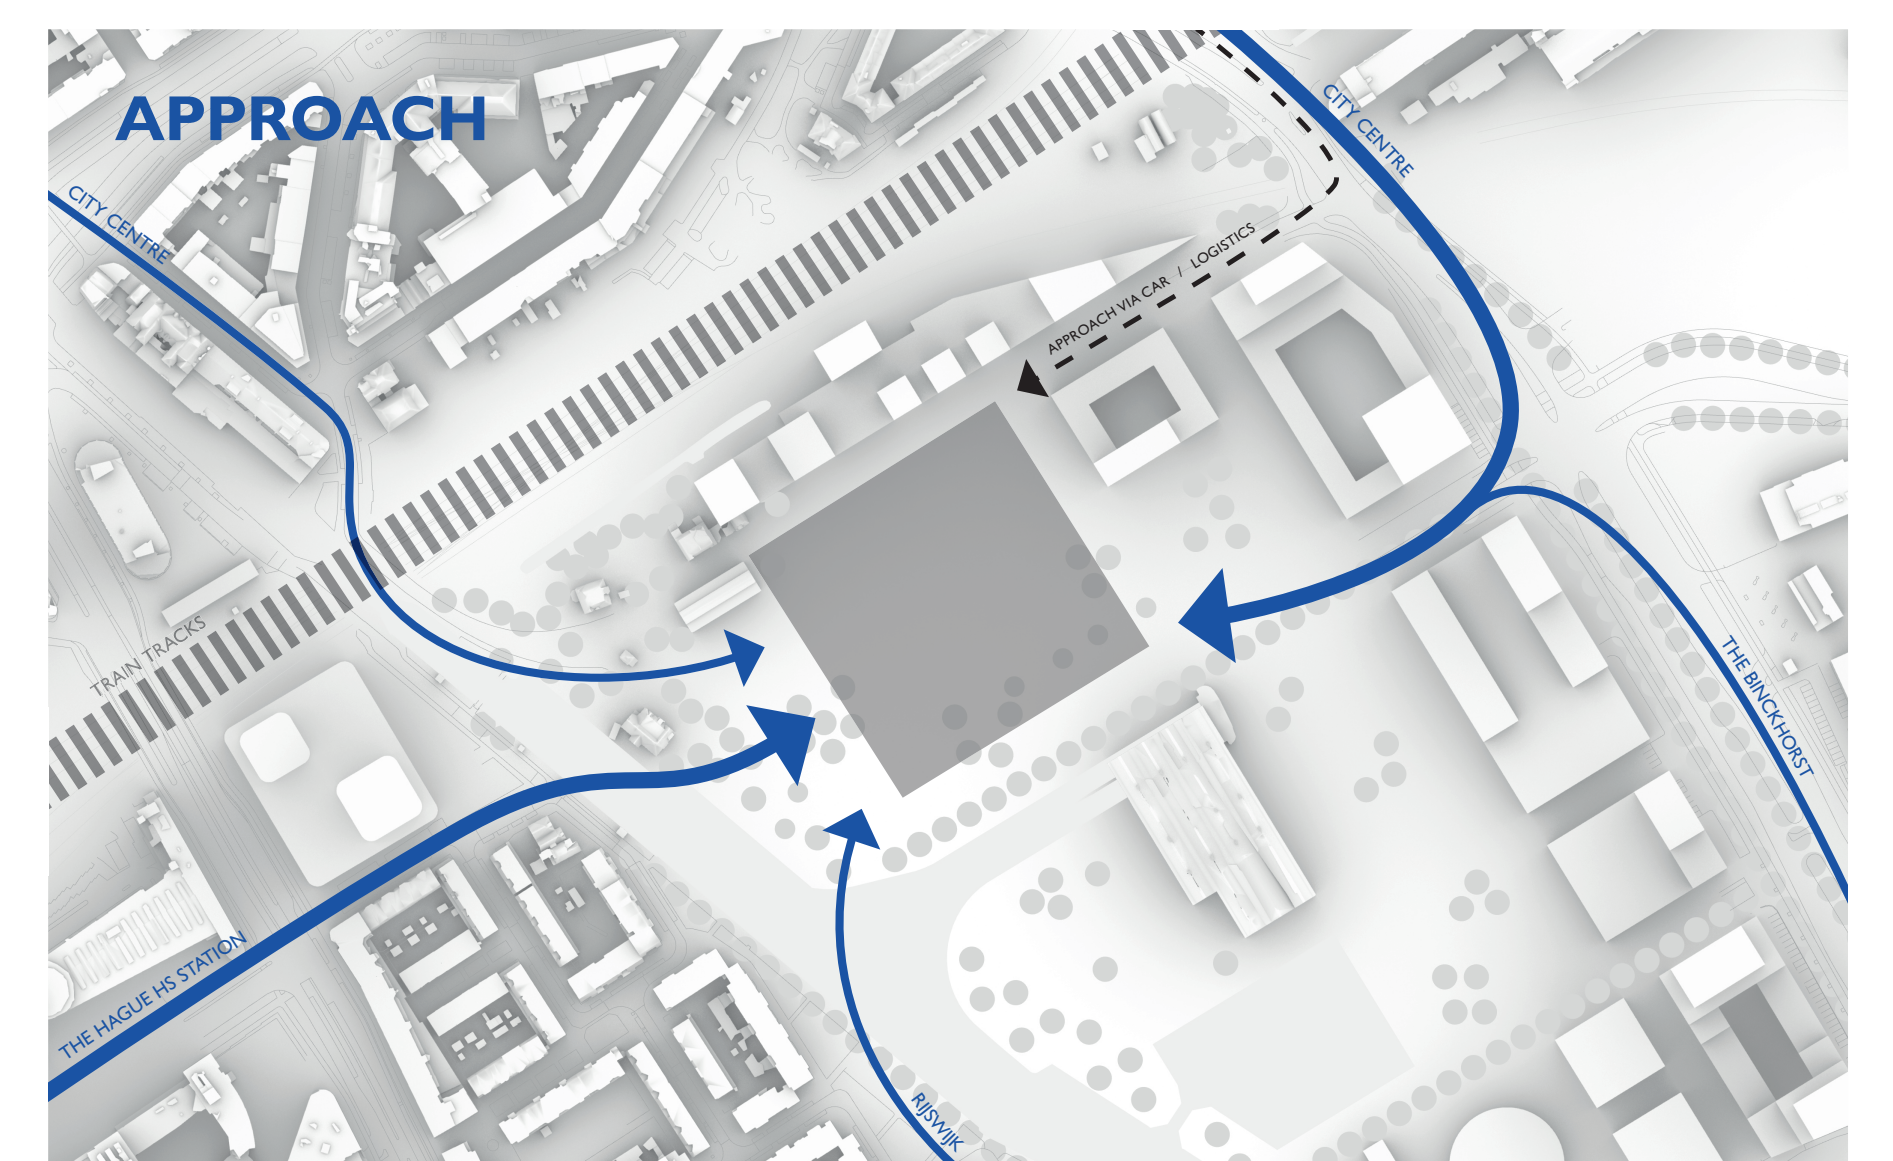 APPROACH
CITY CENTRE
CITY CENTRE
APPROACH VIA CAR / LOGISTICS
TRAIN TRACKS
THE BINCKHORST
THE HAGUE HS STATION
RIJSWIJK